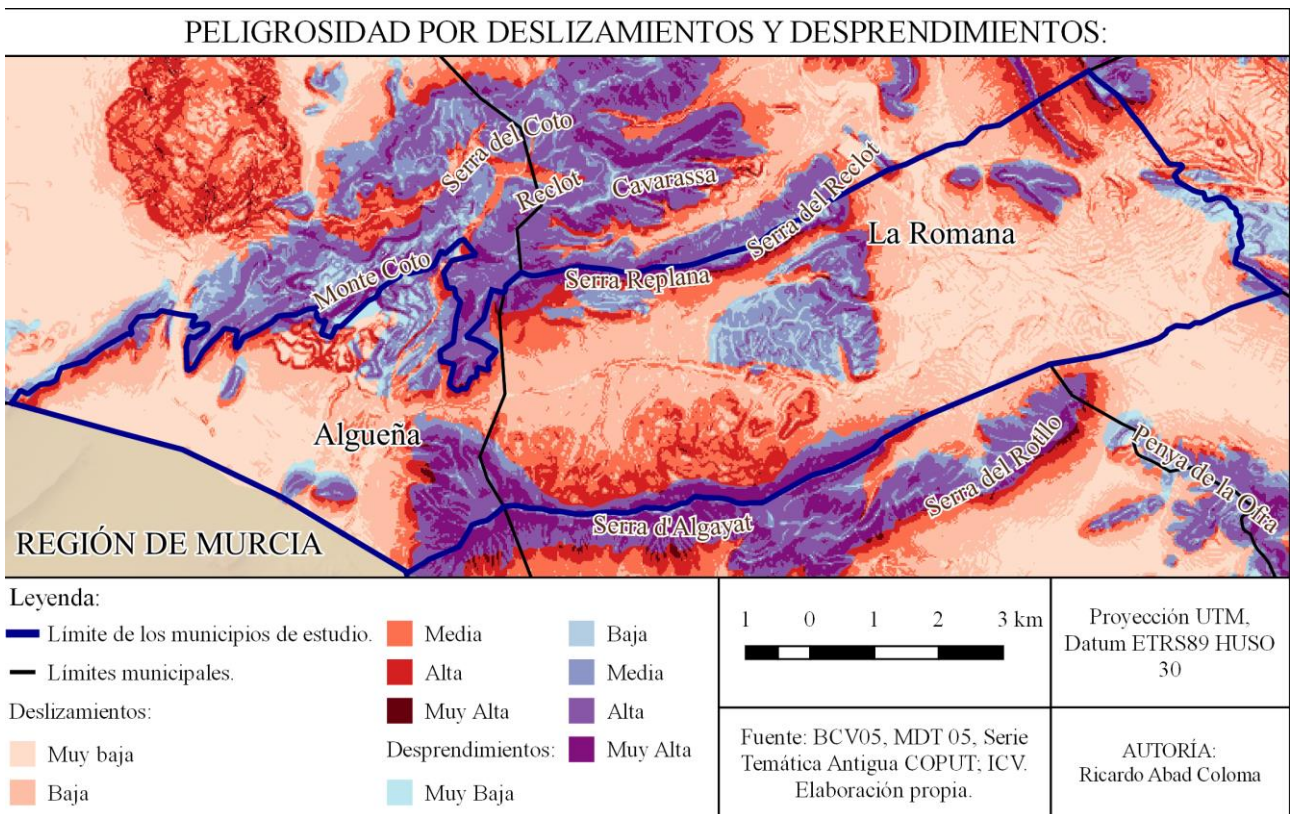 PELIGROSIDAD POR DESLIZAMIENTOS Y DESPRENDIMIENTOS:
Serra del Coto
Reclot
Cavarassa
Serra del Reclot
La Romana
Monte Coto
Serra Replana
Algueña
Serra del Rotllo
Penya de la Ofra
Serra d'Algayat
REGIÓN DE MURCIA
Leyenda:
Límite de los municipios de estudio.
Límites municipales.
Deslizamientos:
Muy baja
Baja
Media
Alta
Muy Alta
Desprendimientos:
Muy Baja
Baja
Media
Alta
Muy Alta
1 0 1 2 3 km
Proyección UTM,
Datum ETRS89 HUSO
30
Fuente: BCV05, MDT 05, Serie
Temática Antigua COPUT; ICV.
Elaboración propia.
AUTORÍA:
Ricardo Abad Coloma